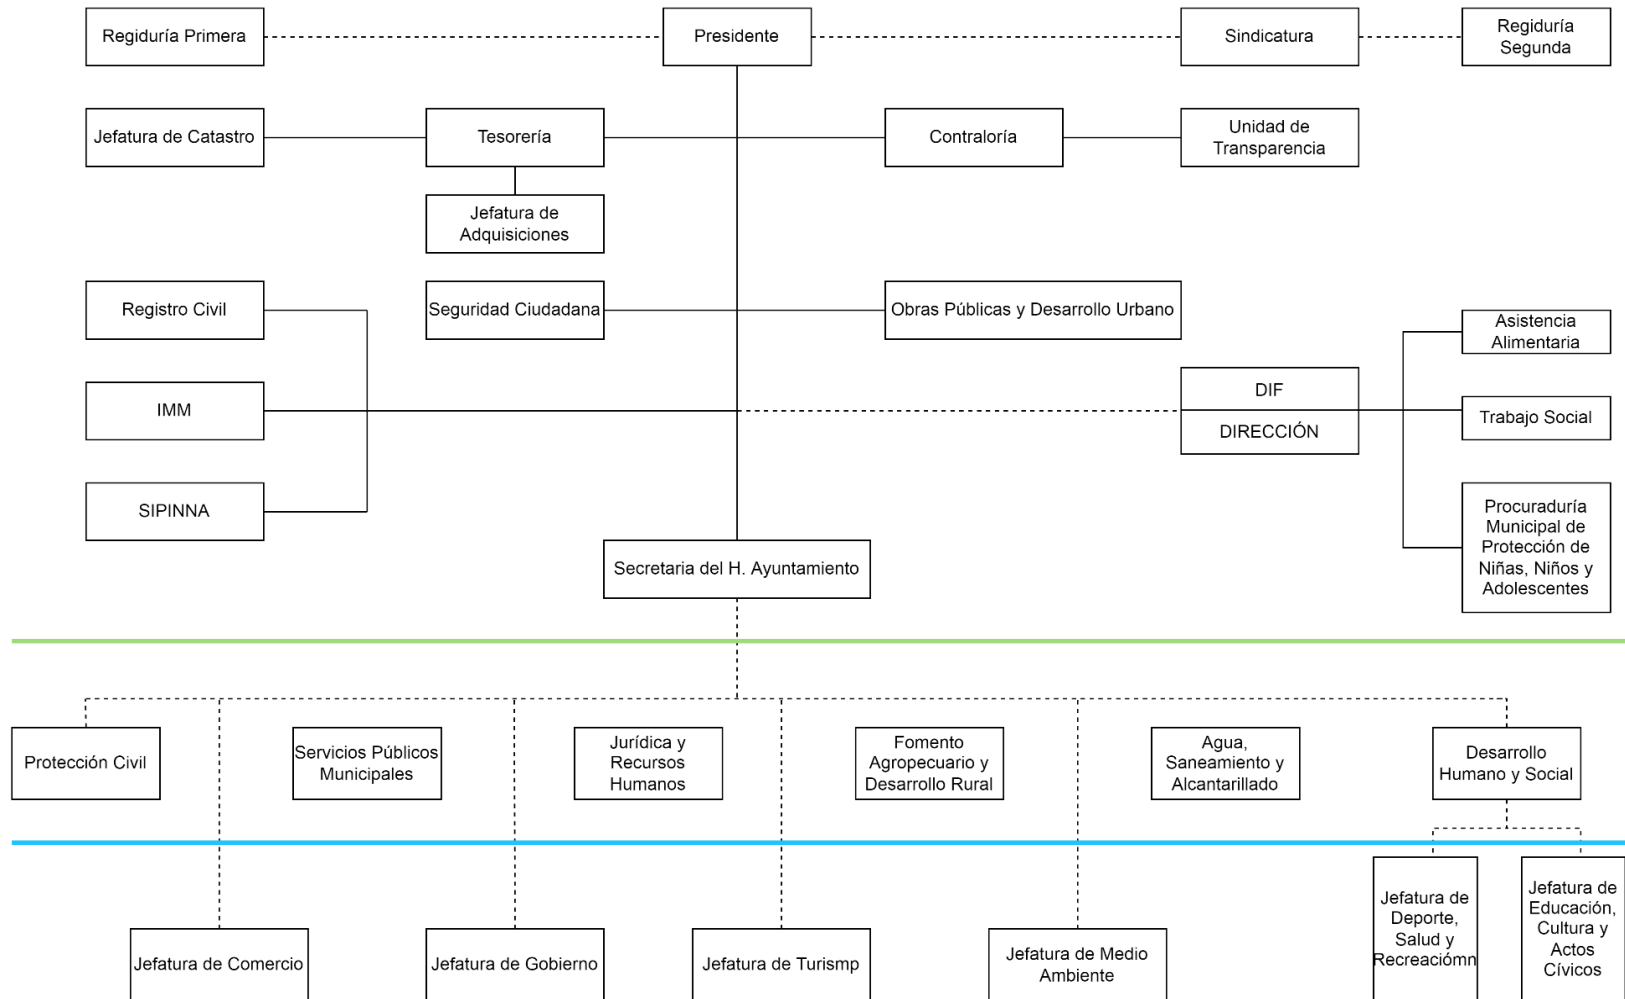 Regiduría Primera
Presidente
Sindicatura
Regiduría
Segunda
Jefatura de Catastro
Tesorería
Contraloría
Unidad de
Transparencia
Jefatura de
Adquisiciones
Registro Civil
Seguridad Ciudadana
Obras Públicas y Desarrollo Urbano
Asistencia
Alimentaria
IMM
DIF
DIRECCIÓN
Trabajo Social
SIPINNA
Procuraduría
Municipal de
Protección de
Niñas, Niños y
Adolescentes
Secretaria del H. Ayuntamiento
Protección Civil
Servicios Públicos
Municipales
Jurídica y
Recursos
Humanos
Fomento
Agropecuario y
Desarrollo Rural
Agua,
Saneamiento y
Alcantarillado
Desarrollo
Humano y Social
Jefatura de Comercio
Jefatura de Gobierno
Jefatura de Turismp
Jefatura de Medio
Ambiente
Jefatura de
Deporte,
Salud y
Recreaciómn
Jefatura de
Educación,
Cultura y
Actos
Cívicos